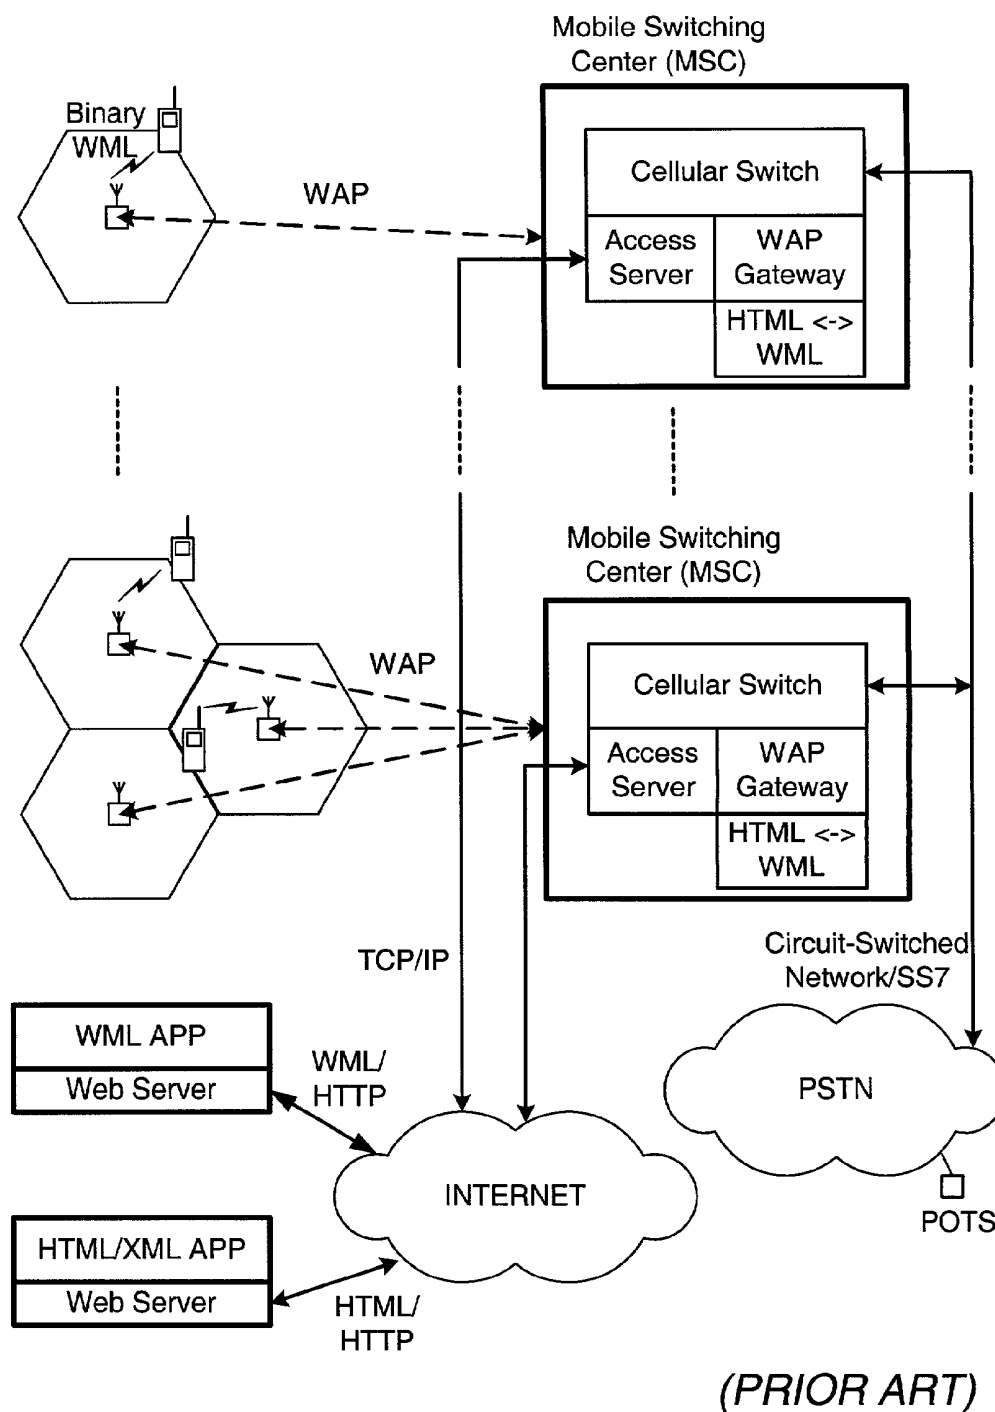 Mobile Switching
Center (MSC)
Binary
WML
WAP
Cellular Switch
Access
Server
WAP
Gateway
HTML <->
WML
Mobile Switching
Center (MSC)
WAP
Cellular Switch
Access
Server
WAP
Gateway
HTML <->
WML
TCP/IP
Circuit-Switched
Network/SS7
WML APP
Web Server
WML/
HTTP
PSTN
INTERNET
POTS
HTML/XML APP
Web Server
HTML/
HTTP
(PRIOR ART)